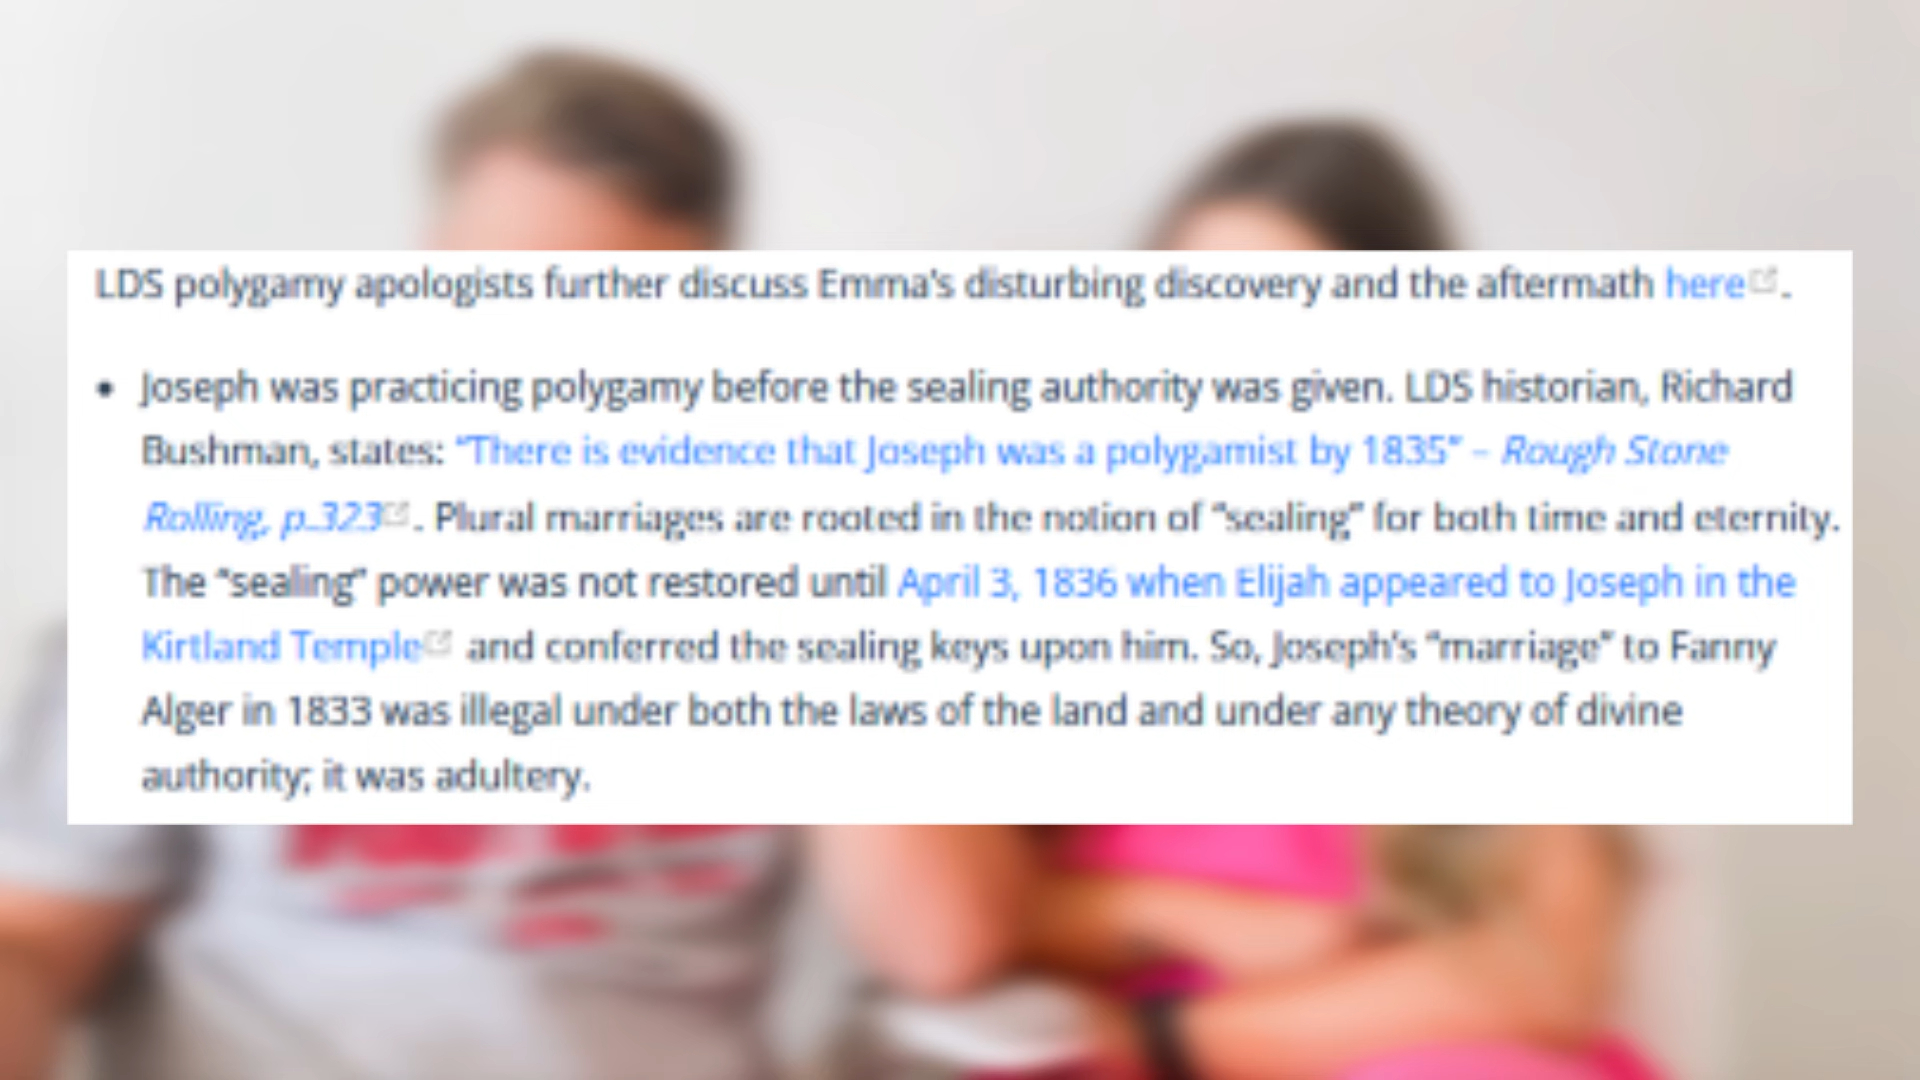 LDS polygamy apologists further discuss Emma's disturbing discovery and the aftermath here.
• Joseph was practicing polygamy before the sealing authority was given. LDS historian, Richard
Bushman, states: “There is evidence that Joseph was a polygamist by 1835” – Rough Stone
Rolling, p.323. Plural marriages are rooted in the notion of “sealing” for both time and eternity.
The “sealing” power was not restored until April 3, 1836 when Elijah appeared to Joseph in the
Kirtland Temple and conferred the sealing keys upon him. So, Joseph’s “marriage” to Fanny
Alger in 1833 was illegal under both the laws of the land and under any theory of divine
authority; it was adultery.